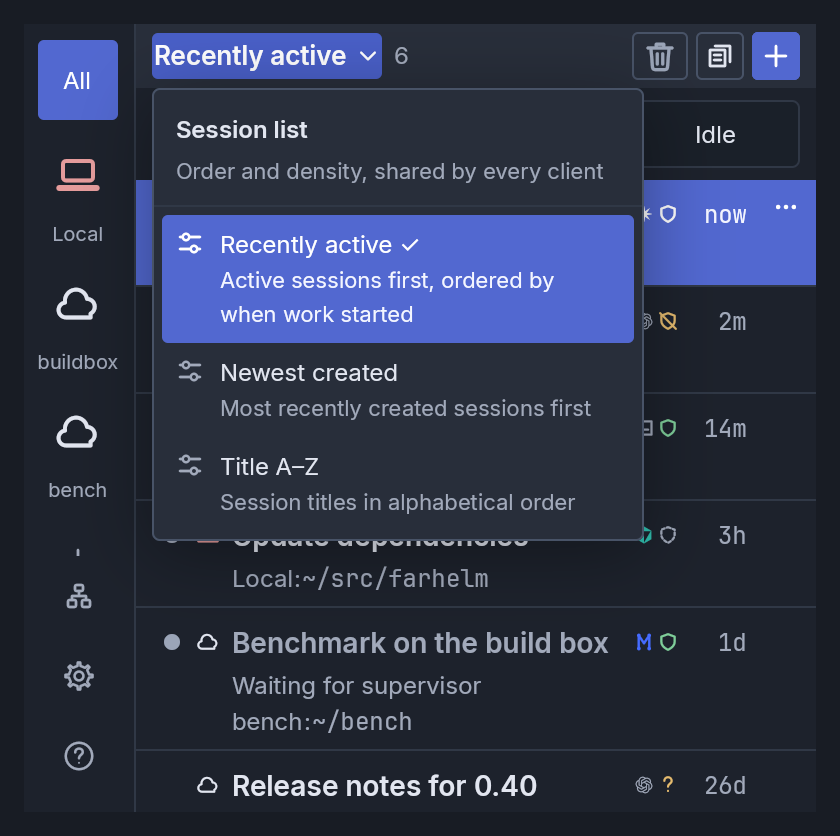 All
Recently active
6
Idle
Session list
Order and density, shared by every client
Recently active
Active sessions first, ordered by
when work started
Newest created
Most recently created sessions first
Title A–Z
Session titles in alphabetical order
Local
buildbox
bench
now
2m
14m
Update dependencies
3h
Local:~/src/farhelm
Benchmark on the build box
1d
Waiting for supervisor
bench:~/bench
Release notes for 0.40
? 26d